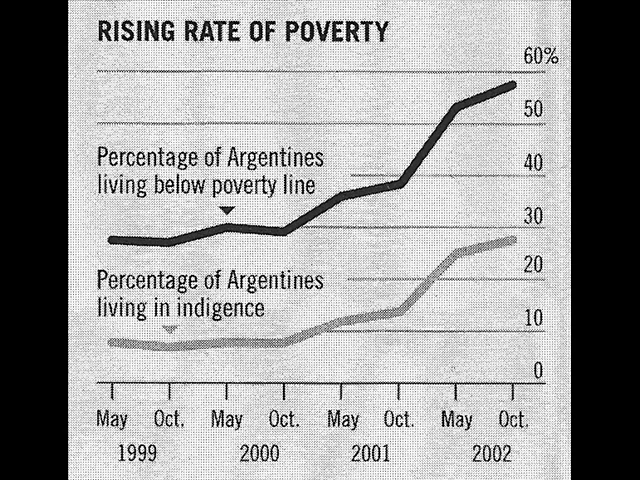 RISING RATE OF POVERTY
60%
50
Percentage of Argentines
living below poverty line
40
30
20
Percentage of Argentines
living in indigence
10
0
May Oct. May Oct. May Oct. May Oct.
1999 2000 2001 2002